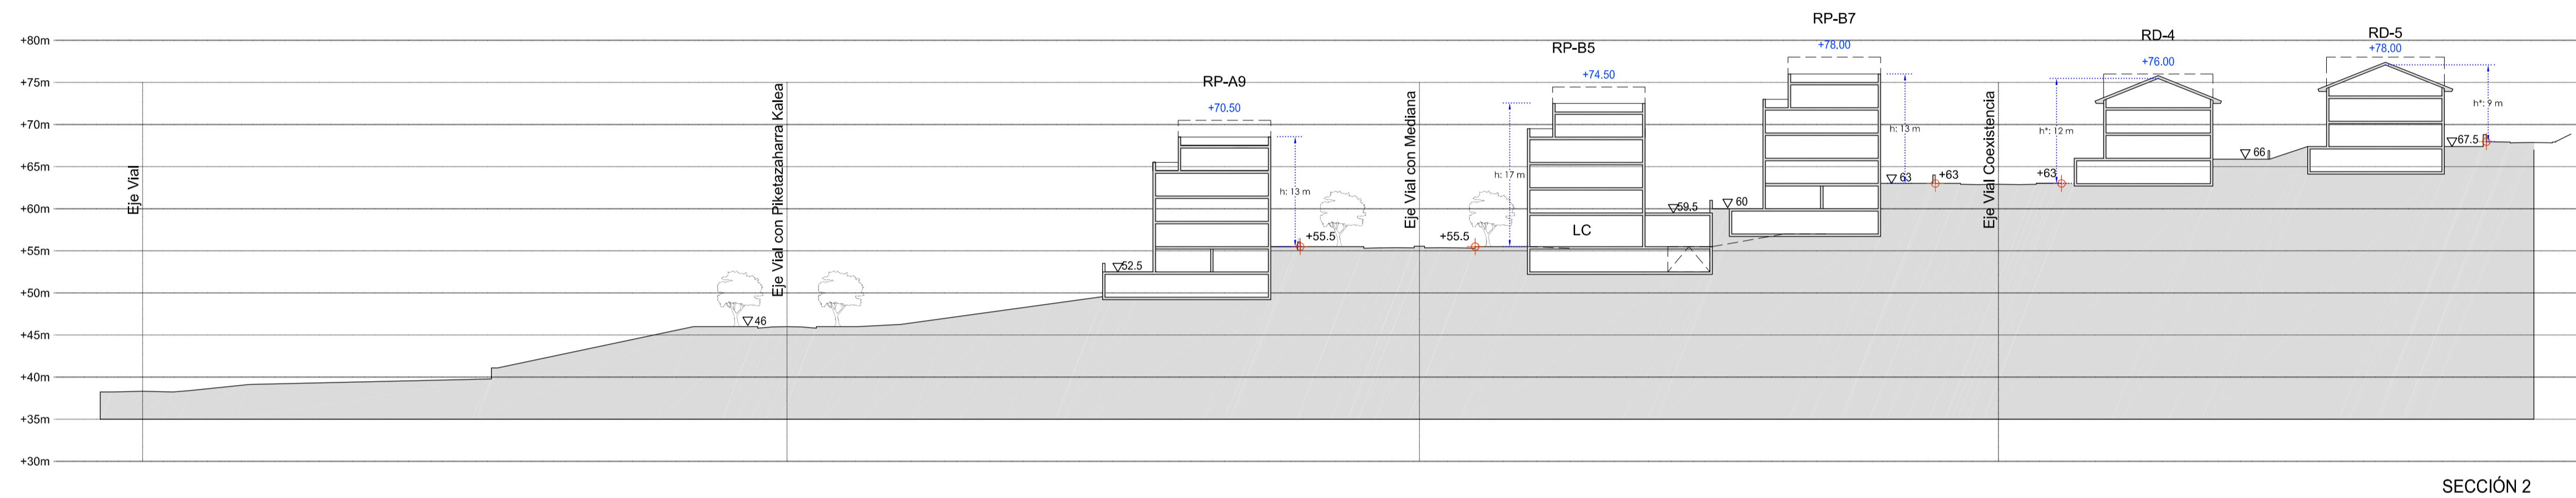 +80m
+75m
+70m
+65m
+60m
+55m
+50m
+45m
+40m
+35m
+30m
Eje Vial
46
Eje Vial con Piketazaharra Kalea
52.5
RP-A9
+70.50
h: 13 m
+55.5
Eje Vial con Mediana
+55.5
h: 17 m
RP-B5
+74.50
LC
59.5
60
RP-B7
+78.00
h: 13 m
63
+63
Eje Vial Coexistencia
+63
h*: 12 m
RD-4
+76.00
66
RD-5
+78.00
h*: 9 m
67.5
SECCIÓN 2